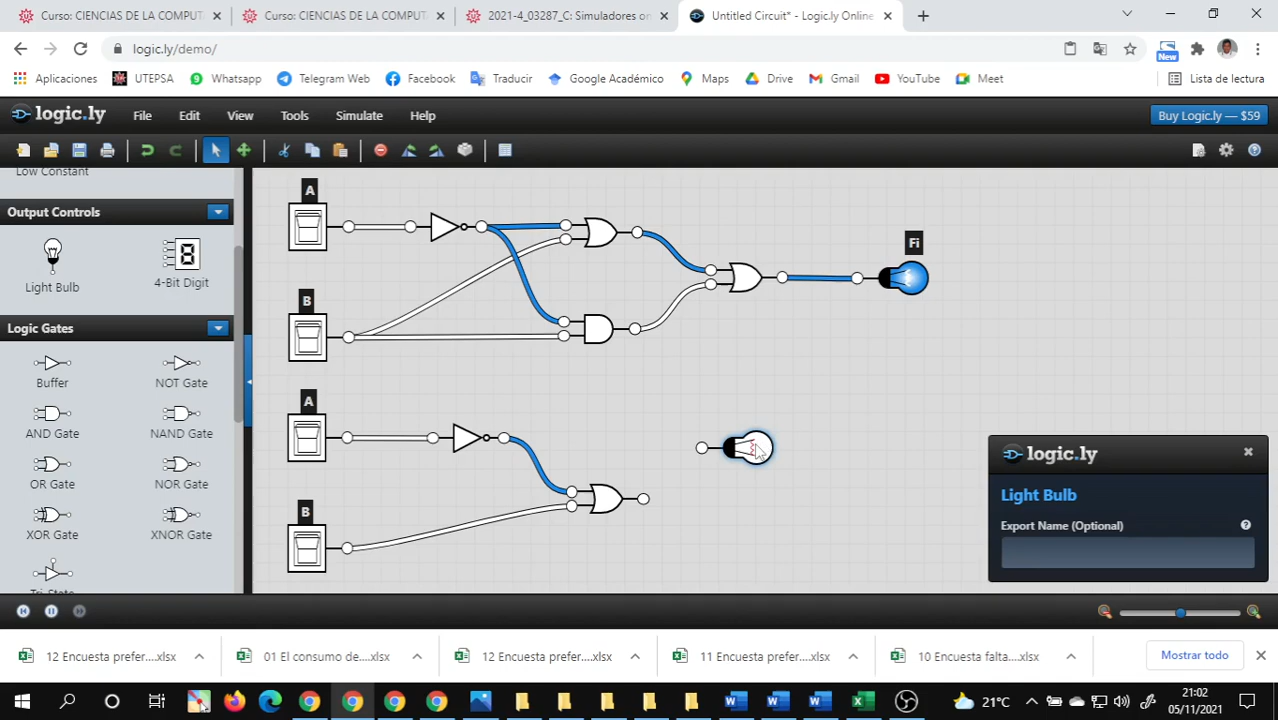 Curso: CIENCIAS DE LA COMPUT
Curso: CIENCIAS DE LA COMPUT
2021-4_03287_C: Simuladores on
Untitled Circuit* - Logic.ly Online
logic.ly/demo/
New
Aplicaciones
UTEPSA
Whatsapp
Telegram Web
Facebook
Traducir
Google Académico
Maps
Drive
Gmail
YouTube
Meet
Lista de lectura
logic.ly
File
Edit
View
Tools
Simulate
Help
Buy Logic.ly — $59
Low Constant
Output Controls
Light Bulb
4-Bit Digit
Logic Gates
Buffer
NOT Gate
AND Gate
NAND Gate
OR Gate
NOR Gate
XOR Gate
XNOR Gate
Tri-State
A
B
Fi
A
B
logic.ly
Light Bulb
Export Name (Optional)
12 Encuesta prefer....xlsx
01 El consumo de....xlsx
12 Encuesta prefer....xlsx
11 Encuesta prefer....xlsx
10 Encuesta falta....xlsx
Mostrar todo
21°C
21:02
05/11/2021